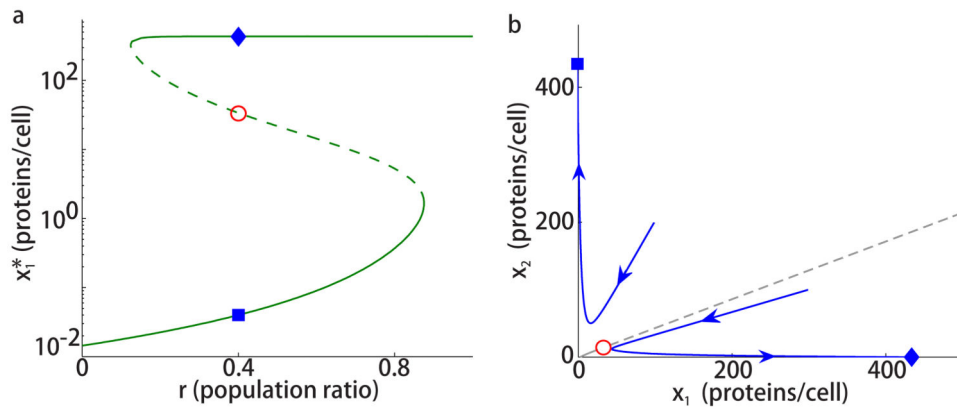 a
10²
10⁰
10⁻²
x₁* (proteins/cell)
0
0.4
0.8
r (population ratio)
b
400
200
0
x₂ (proteins/cell)
0
200
400
x₁ (proteins/cell)